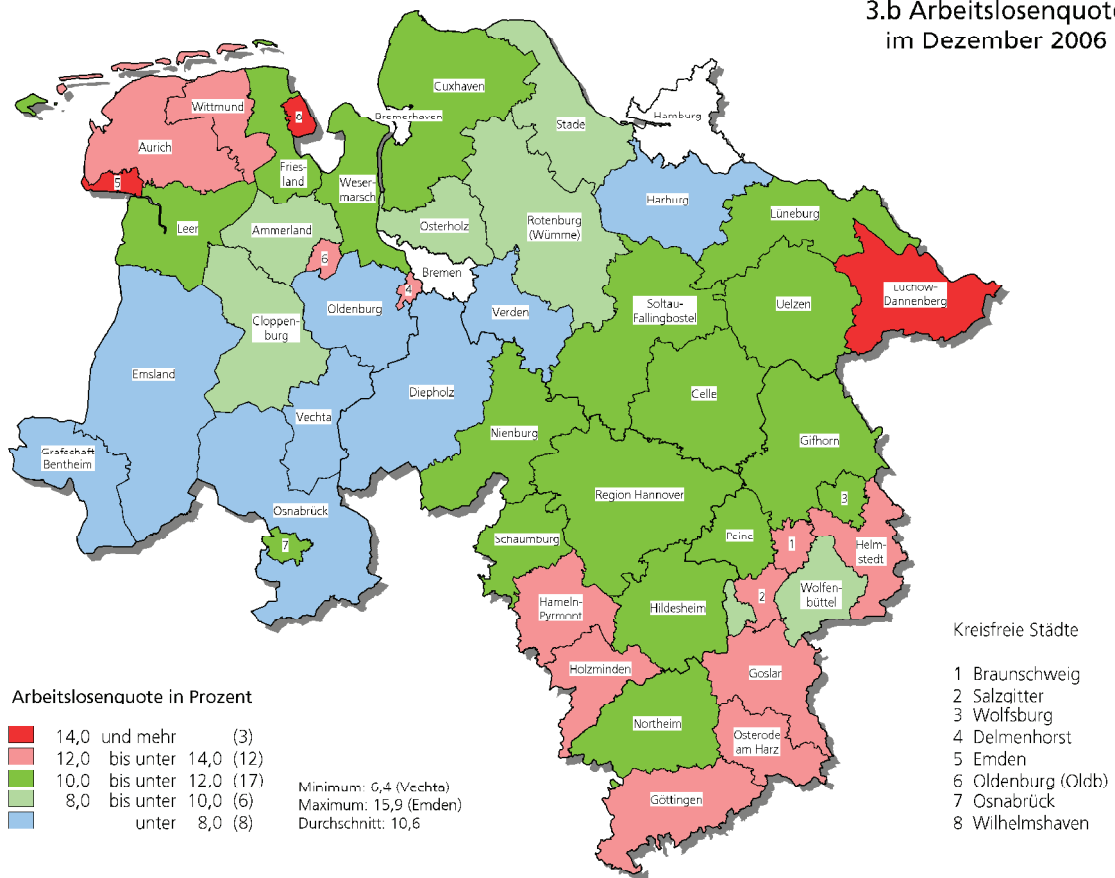 3.b Arbeitslosenquote
im Dezember 2006
Cuxhaven
Wittmund
Bremerhaven
Hamburg
8
Stade
Aurich
Fries-
land
5
Weser-
marsch
Harburg
Lüneburg
Leer
Ammerland
Osterholz
Rotenburg
(Wümme)
6
Bremen
4
Lüchow-
Dannenberg
Oldenburg
Verden
Soltau-
Fallingbostel
Uelzen
Cloppen-
burg
Emsland
Diepholz
Celle
Vechta
Nienburg
Gifhorn
Grafschaft
Bentheim
Region Hannover
3
Osnabrück
Schaumburg
Peine
1
Helm-
stedt
7
2
Wolfen-
büttel
Hameln-
Pyrmont
Hildesheim
Holzminden
Goslar
Northeim
Osterode
am Harz
Göttingen
Kreisfreie Städte
1 Braunschweig
2 Salzgitter
3 Wolfsburg
4 Delmenhorst
5 Emden
6 Oldenburg (Oldb)
7 Osnabrück
8 Wilhelmshaven
Arbeitslosenquote in Prozent
14,0 und mehr (3)
12,0 bis unter 14,0 (12)
10,0 bis unter 12,0 (17)
8,0 bis unter 10,0 (6)
unter 8,0 (8)
Minimum: 6,4 (Vechta)
Maximum: 15,9 (Emden)
Durchschnitt: 10,6